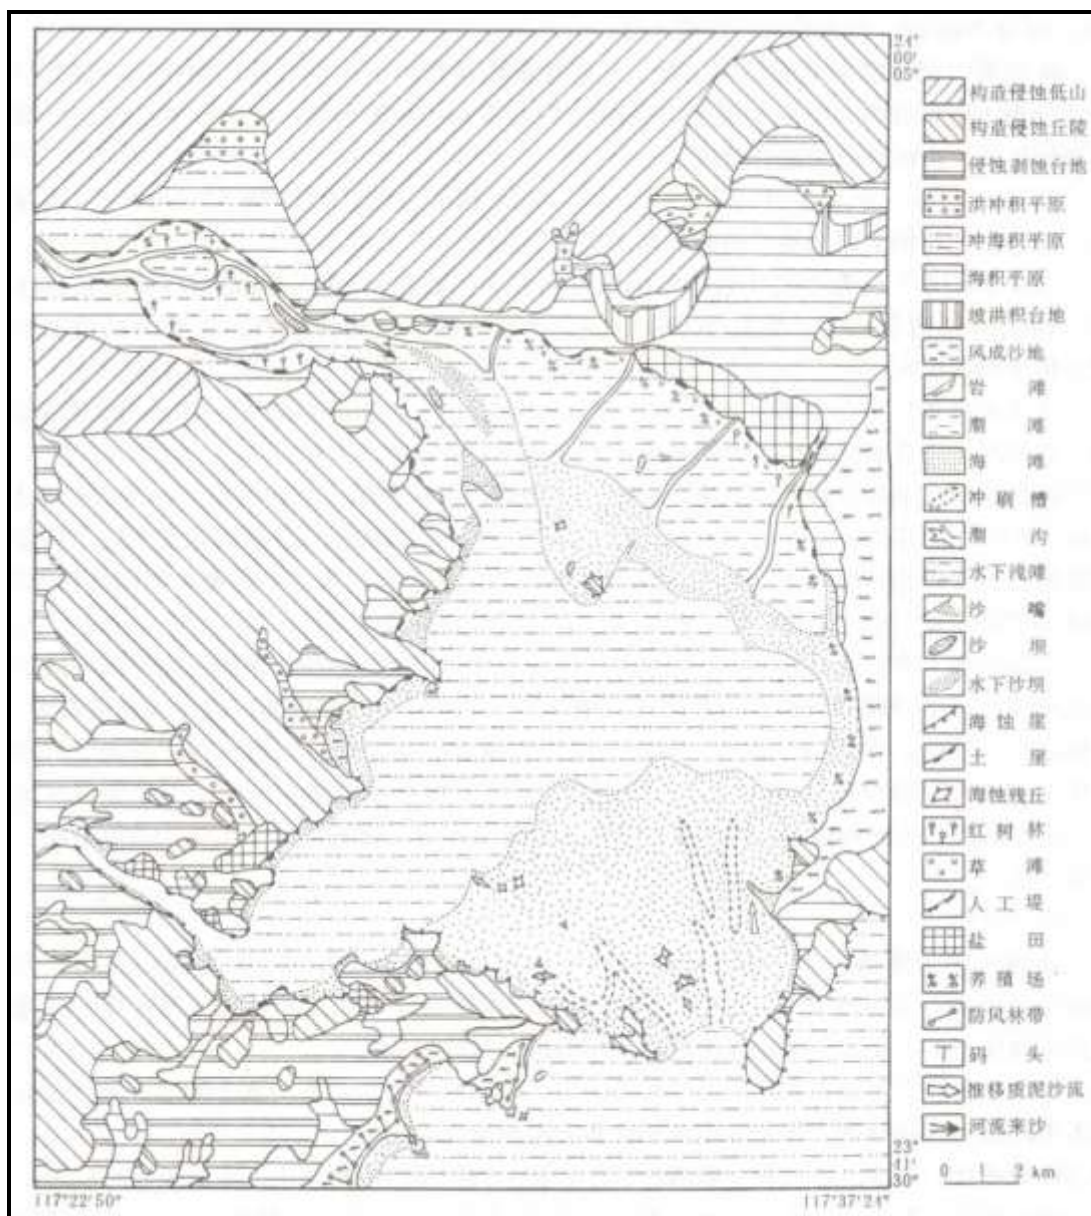 24°
00′
05″
构造侵蚀低山
构造侵蚀丘陵
侵蚀剥蚀台地
洪冲积平原
冲海积平原
海积平原
坡洪积台地
风成沙地
岩 滩
潮 滩
海 滩
冲 刷 槽
潮 沟
水下浅滩
沙 嘴
沙 坝
水下沙坝
海 蚀 崖
土 崖
海蚀残丘
红 树 林
草 滩
人 工 堤
盐 田
养 殖 场
防风林带
码 头
推移质泥沙流
河流来沙
23°
41′
30″
0 1 2 km
117°22′50″
117°37′24″